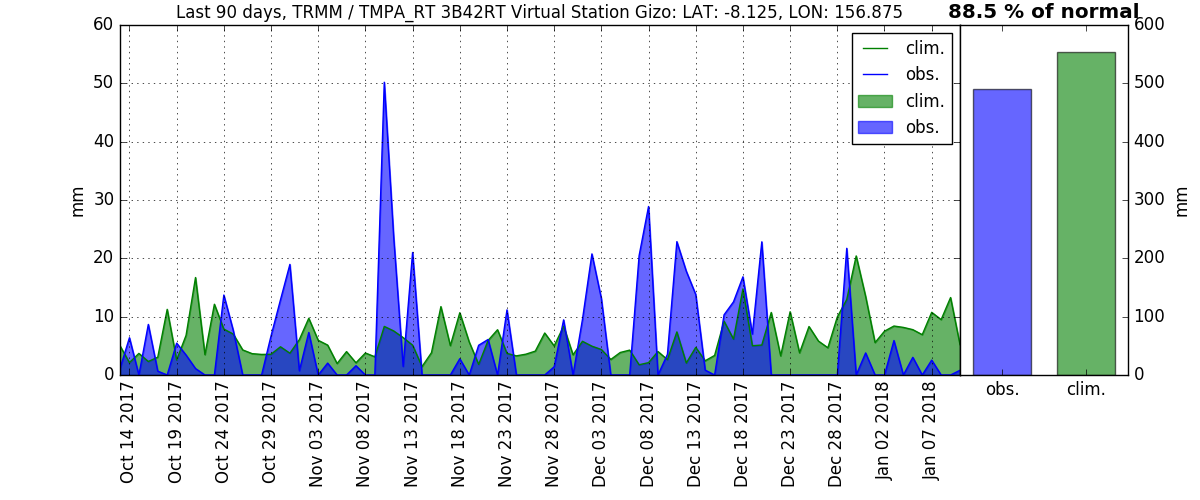 Last 90 days, TRMM / TMPA_RT 3B42RT Virtual Station Gizo: LAT: -8.125, LON: 156.875
88.5 % of normal
60
50
40
30
20
10
0
mm
clim.
obs.
clim.
obs.
600
500
400
300
200
100
0
mm
Oct 14 2017
Oct 19 2017
Oct 24 2017
Oct 29 2017
Nov 03 2017
Nov 08 2017
Nov 13 2017
Nov 18 2017
Nov 23 2017
Nov 28 2017
Dec 03 2017
Dec 08 2017
Dec 13 2017
Dec 18 2017
Dec 23 2017
Dec 28 2017
Jan 02 2018
Jan 07 2018
obs.
clim.